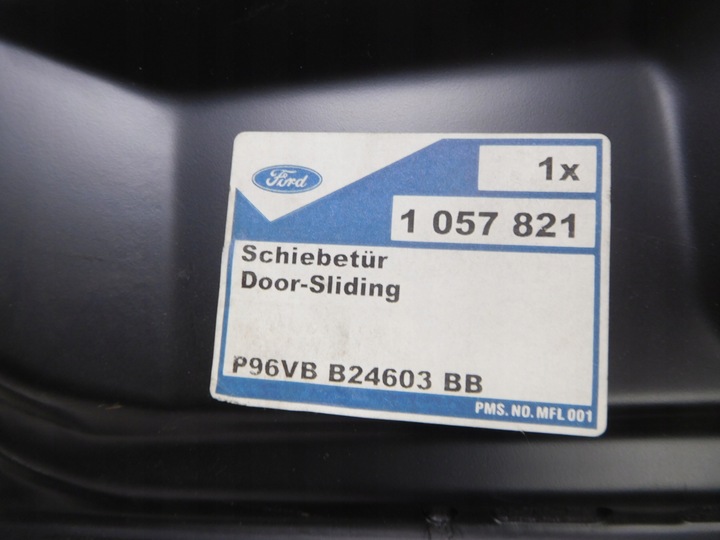 Ford
1x
1 057 821
Schiebetür
Door-Sliding
P96VB B24603 BB
PMS. NO. MFL 001